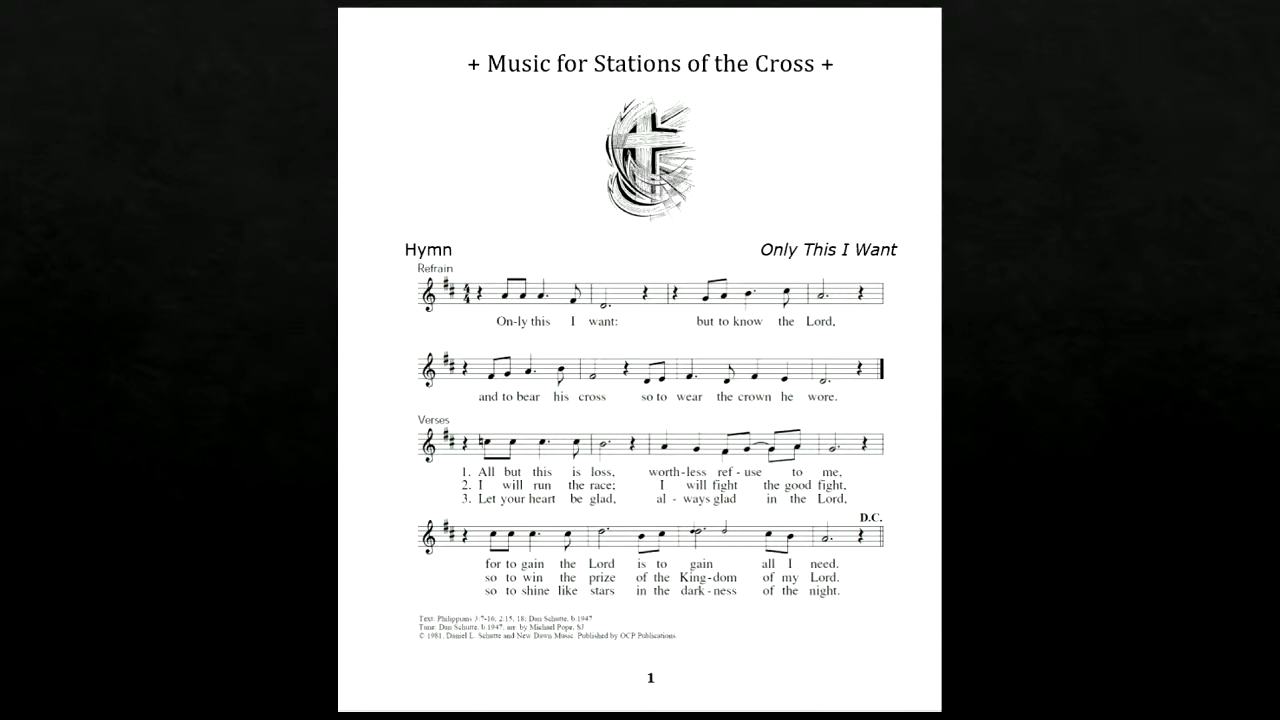 + Music for Stations of the Cross +
Hymn Only This I Want
Refrain
On-ly this I want: but to know the Lord,
and to bear his cross so to wear the crown he wore.
Verses
1. All but this is loss, worth-less ref-use to me,
2. I will run the race; I will fight the good fight,
3. Let your heart be glad, al-ways glad in the Lord,
D.C.
for to gain the Lord is to gain all I need.
so to win the prize of the King-dom of my Lord.
so to shine like stars in the dark-ness of the night.
Text: Philippians 3:7-16, 2:15, 18; Dan Schutte, b.1947
Tune: Dan Schutte, b.1947, arr. by Michael Pope, SJ
© 1981, Daniel L. Schutte and New Dawn Music. Published by OCP Publications
1